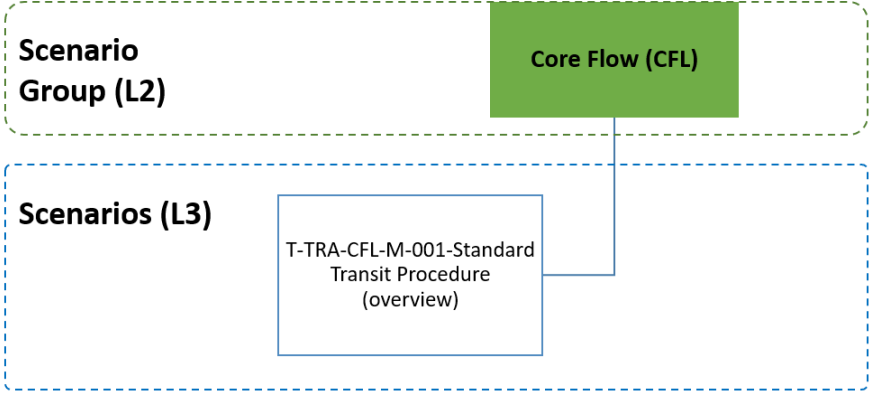 Scenario
Group (L2)
Core Flow (CFL)
Scenarios (L3)
T-TRA-CFL-M-001-Standard
Transit Procedure
(overview)